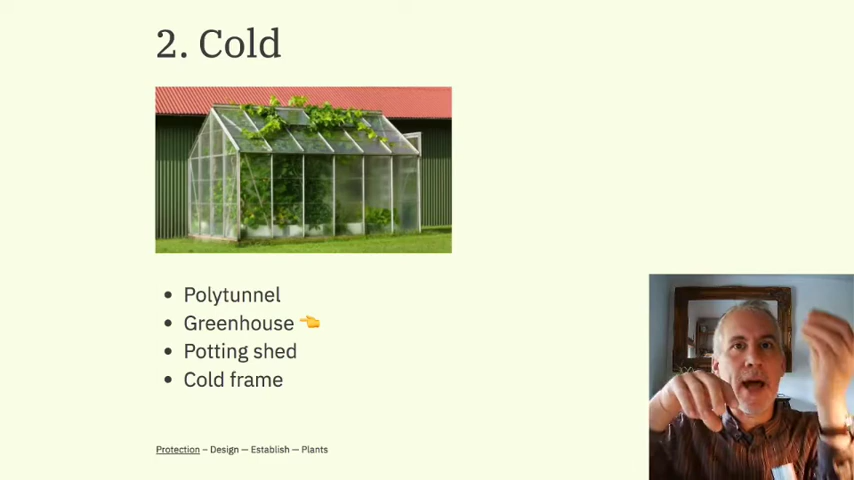 2. Cold
Polytunnel
Greenhouse 👈
Potting shed
Cold frame
Protection – Design — Establish — Plants